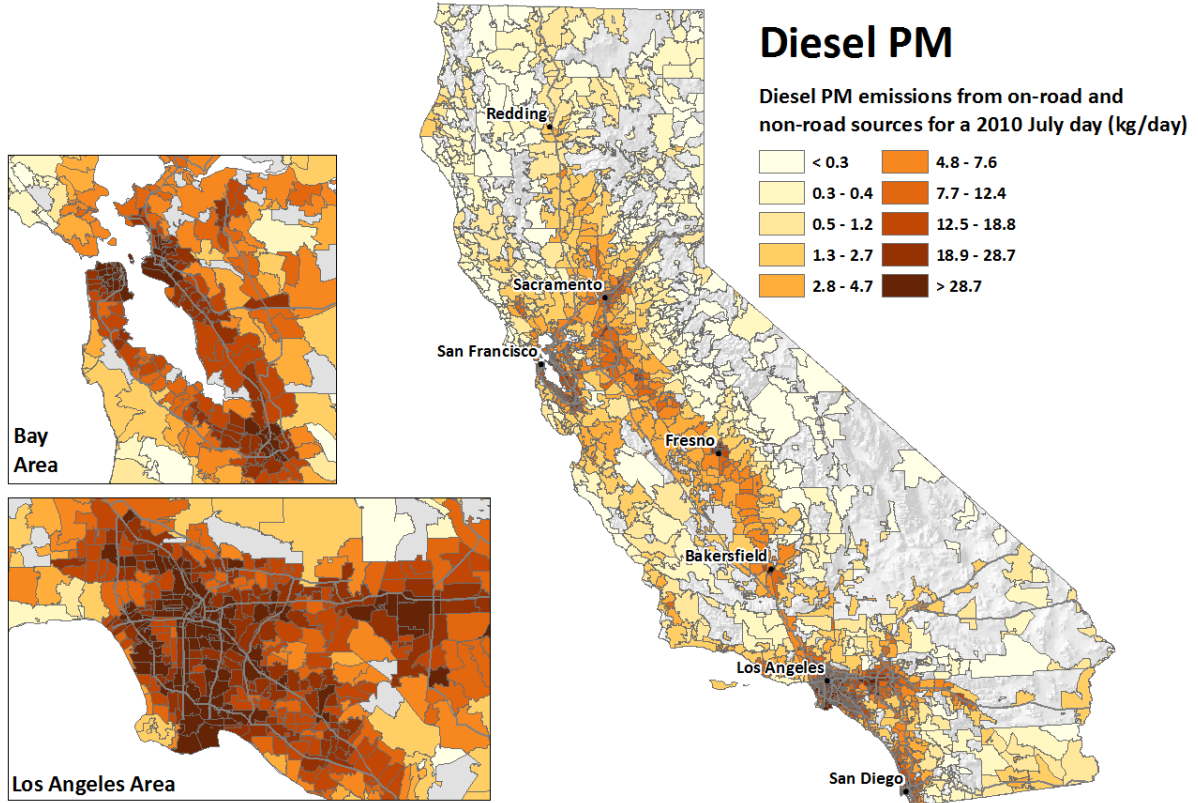 Diesel PM
Diesel PM emissions from on-road and
non-road sources for a 2010 July day (kg/day)
< 0.3
0.3 - 0.4
0.5 - 1.2
1.3 - 2.7
2.8 - 4.7
4.8 - 7.6
7.7 - 12.4
12.5 - 18.8
18.9 - 28.7
> 28.7
Redding
Sacramento
San Francisco
Fresno
Bakersfield
Los Angeles
San Diego
Bay
Area
Los Angeles Area